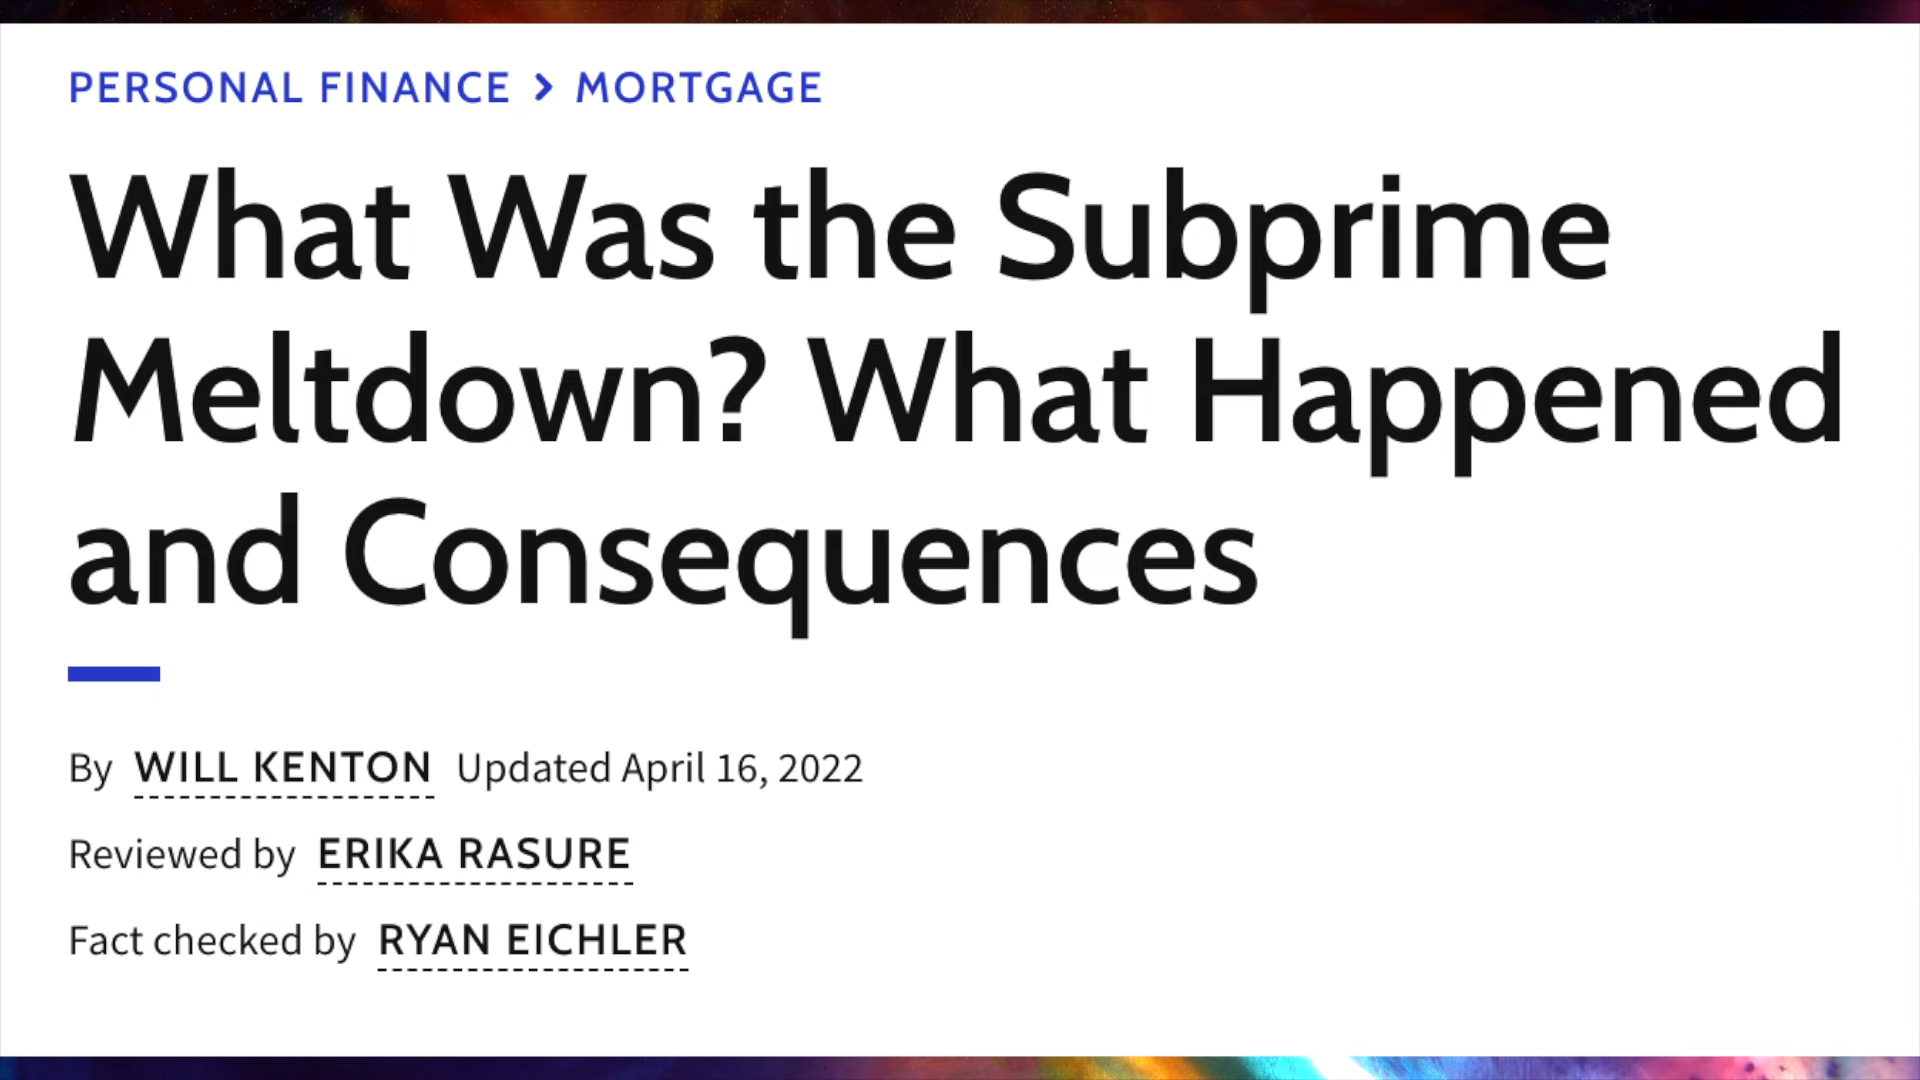 PERSONAL FINANCE > MORTGAGE
What Was the Subprime
Meltdown? What Happened
and Consequences
By WILL KENTON Updated April 16, 2022
Reviewed by ERIKA RASURE
Fact checked by RYAN EICHLER